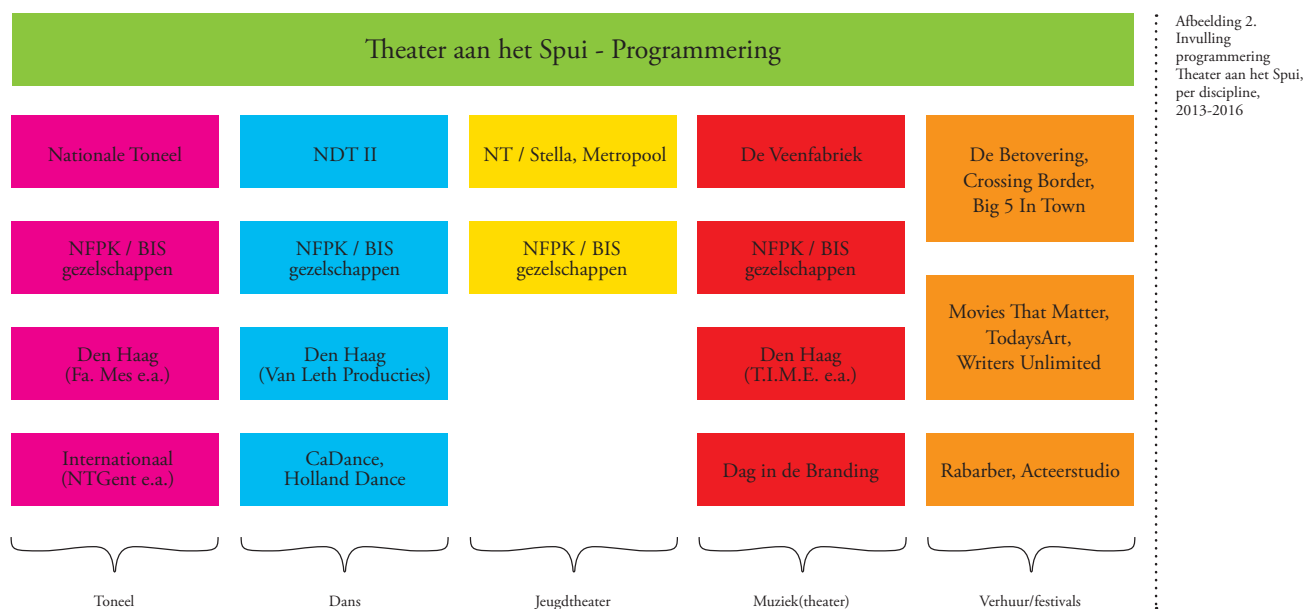 Theater aan het Spui - Programmering
Afbeelding 2.
Invulling
programmering
Theater aan het Spui,
per discipline,
2013-2016
Nationale Toneel
NFPK / BIS
gezelschappen
Den Haag
(Fa. Mes e.a.)
Internationaal
(NTGent e.a.)
Toneel
NDT II
NFPK / BIS
gezelschappen
Den Haag
(Van Leth Producties)
CaDance,
Holland Dance
Dans
NT / Stella, Metropool
NFPK / BIS
gezelschappen
Jeugdtheater
De Veenfabriek
NFPK / BIS
gezelschappen
Den Haag
(T.I.M.E. e.a.)
Dag in de Branding
Muziek(theater)
De Betovering,
Crossing Border,
Big 5 In Town
Movies That Matter,
TodaysArt,
Writers Unlimited
Rabarber, Acteerstudio
Verhuur/festivals